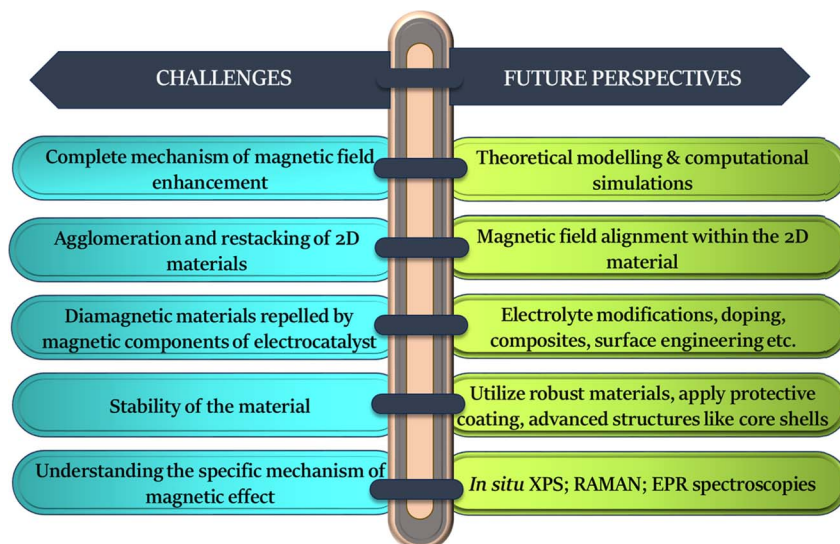 CHALLENGES
FUTURE PERSPECTIVES
Complete mechanism of magnetic field
enhancement
Theoretical modelling & computational
simulations
Agglomeration and restacking of 2D
materials
Magnetic field alignment within the 2D
material
Diamagnetic materials repelled by
magnetic components of electrocatalyst
Electrolyte modifications, doping,
composites, surface engineering etc.
Stability of the material
Utilize robust materials, apply protective
coating, advanced structures like core shells
Understanding the specific mechanism of
magnetic effect
In situ XPS; RAMAN; EPR spectroscopies